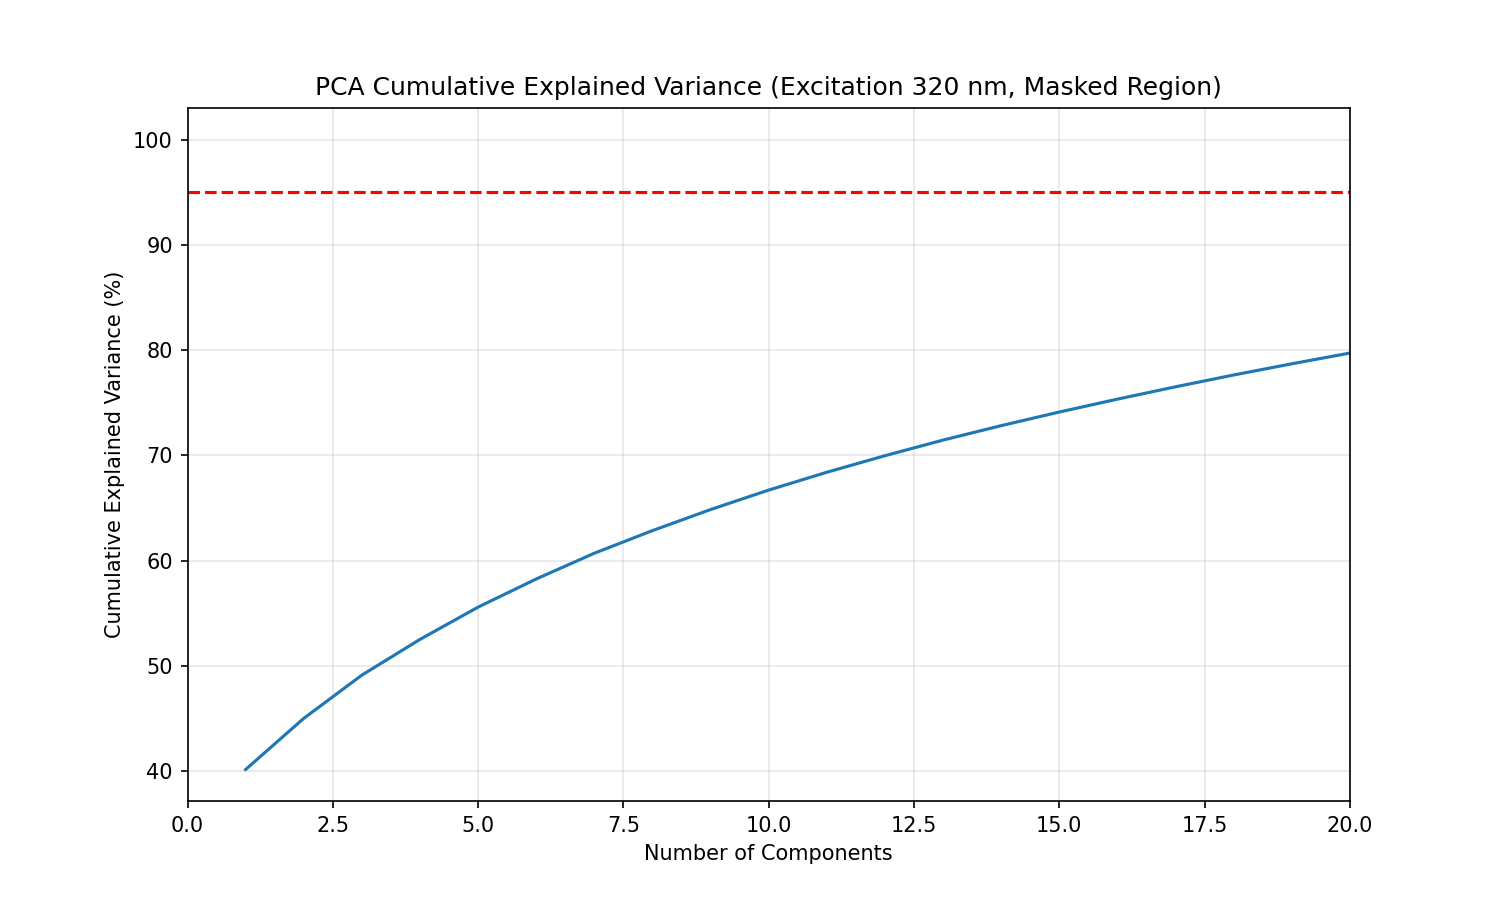 PCA Cumulative Explained Variance (Excitation 320 nm, Masked Region)
Cumulative Explained Variance (%)
100
90
80
70
60
50
40
0.0 2.5 5.0 7.5 10.0 12.5 15.0 17.5 20.0
Number of Components